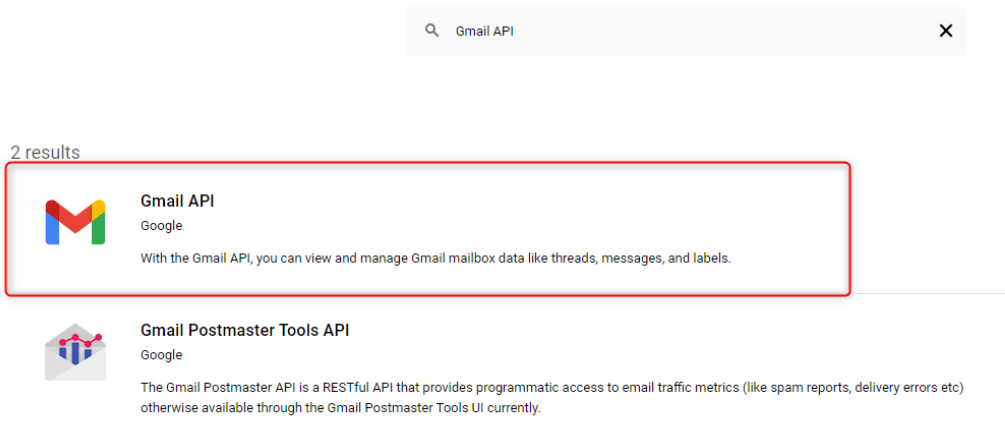 Gmail API
2 results
Gmail API
Google
With the Gmail API, you can view and manage Gmail mailbox data like threads, messages, and labels.
Gmail Postmaster Tools API
Google
The Gmail Postmaster API is a RESTful API that provides programmatic access to email traffic metrics (like spam reports, delivery errors etc)
otherwise available through the Gmail Postmaster Tools UI currently.